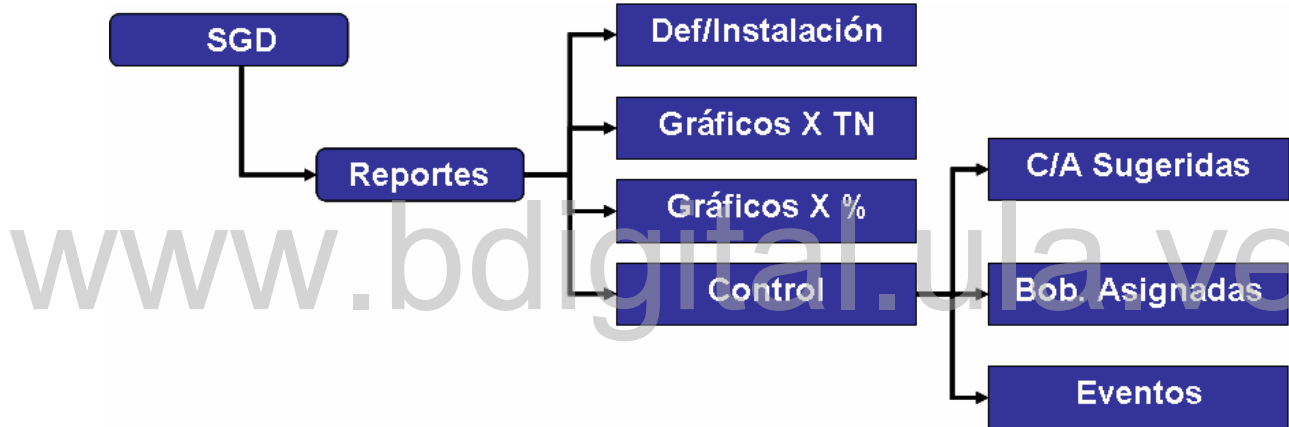 SGD
Def/Instalación
Gráficos X TN
Reportes
C/A Sugeridas
Gráficos X %
Control
Bob. Asignadas
Eventos
www.bdigital.ula.ve